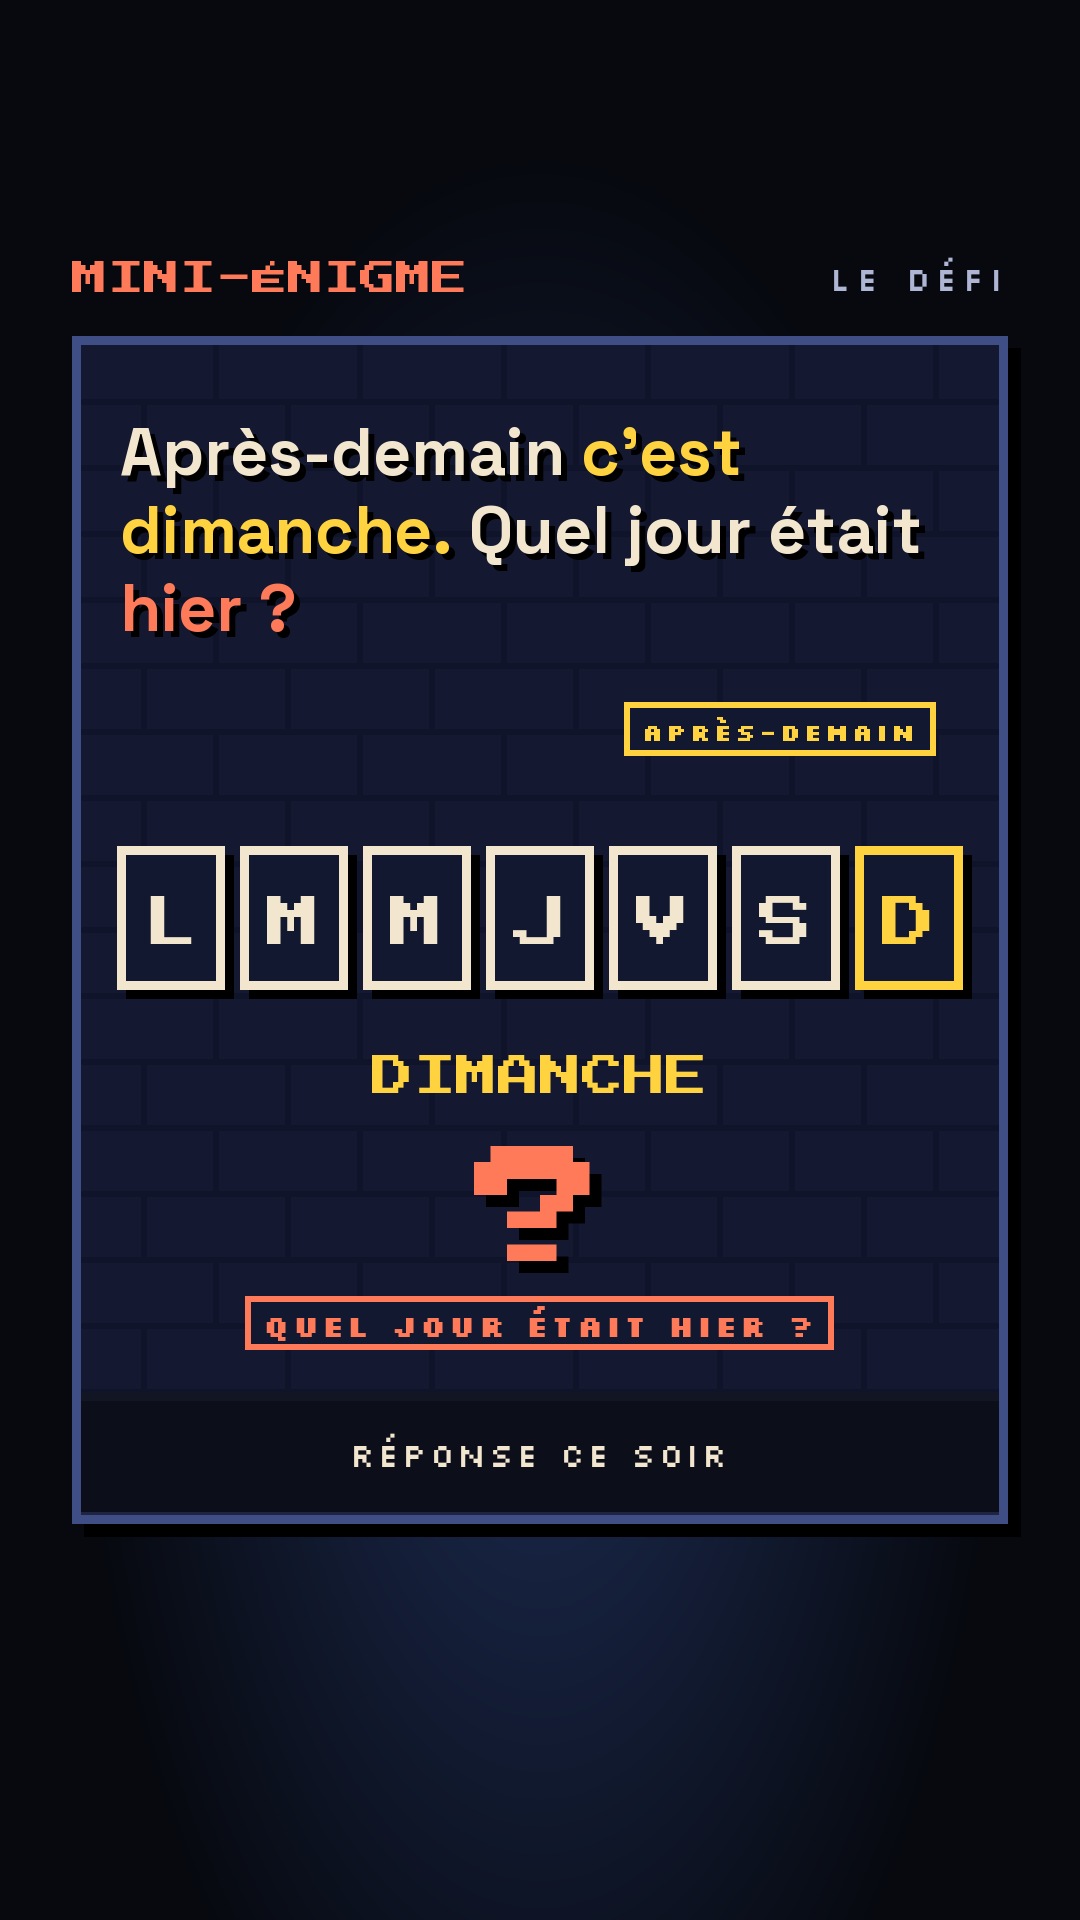 MINI-ÉNIGME
LE DÉFI
Après-demain c’est
dimanche. Quel jour était
hier ?
APRÈS-DEMAIN
L M M J V S D
DIMANCHE
?
QUEL JOUR ÉTAIT HIER ?
RÉPONSE CE SOIR